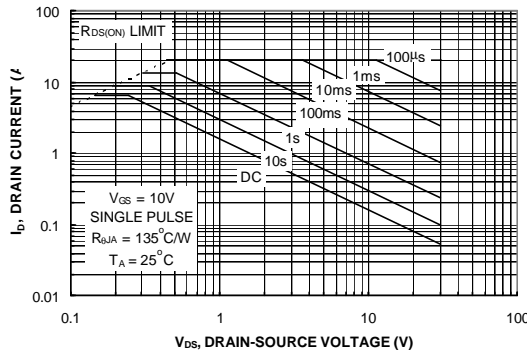 100
RDS(ON) LIMIT
100µs
10
1ms
10ms
100ms
1
1s
10s
DC
VGS = 10V
SINGLE PULSE
RθJA = 135°C/W
TA = 25°C
0.1
0.01
0.1
1
10
100
ID, DRAIN CURRENT
VDS, DRAIN-SOURCE VOLTAGE (V)